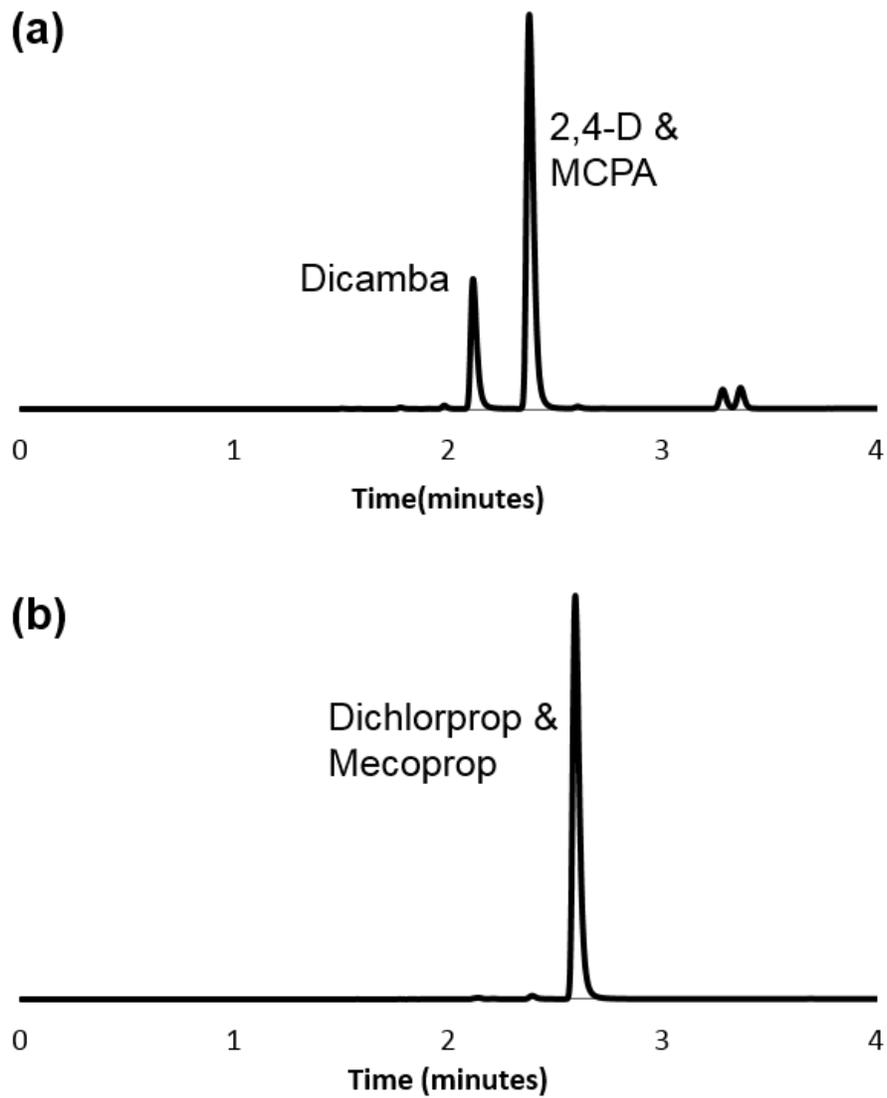 (a)
2,4-D &
MCPA
Dicamba
0 1 2 3 4
Time(minutes)
(b)
Dichlorprop &
Mecoprop
0 1 2 3 4
Time (minutes)